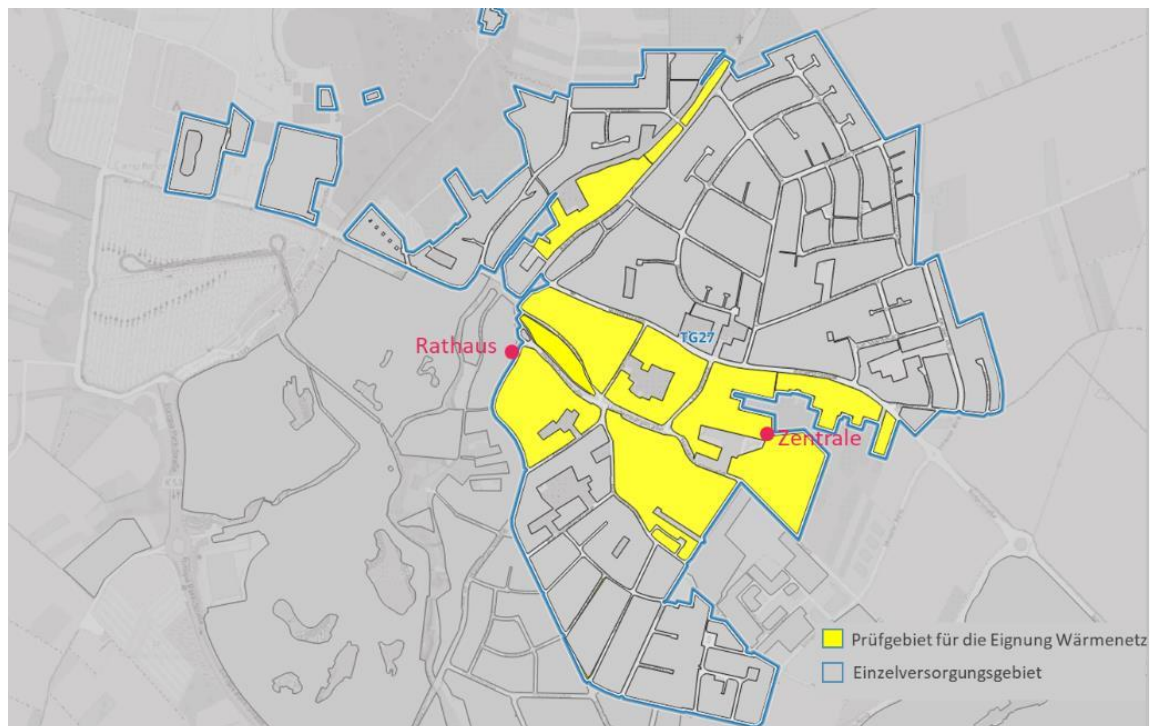 TG27
Rathaus
Zentrale
Prüfgebiet für die Eignung Wärmenetz
Einzelversorgungsgebiet